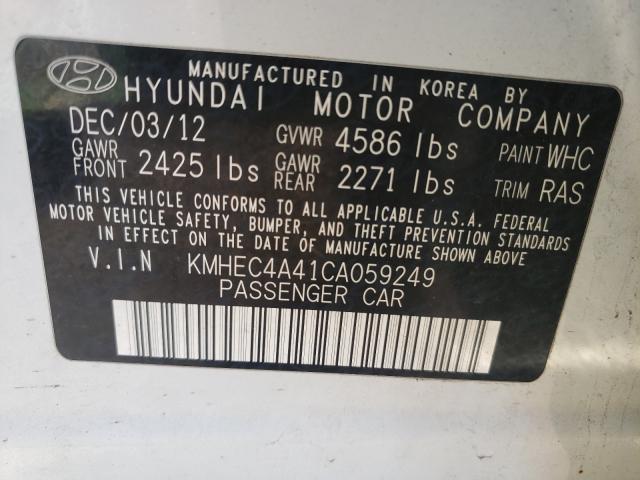 MANUFACTURED IN KOREA BY
HYUNDAI MOTOR COMPANY
DEC/03/12 GVWR 4586 lbs PAINT WHC
GAWR FRONT 2425 lbs GAWR REAR 2271 lbs TRIM RAS
THIS VEHICLE CONFORMS TO ALL APPLICABLE U.S.A. FEDERAL
MOTOR VEHICLE SAFETY, BUMPER, AND THEFT PREVENTION STANDARDS
IN EFFECT ON THE DATE OF MANUFACTURE SHOWN ABOVE
V.I.N KMHEC4A41CA059249
PASSENGER CAR